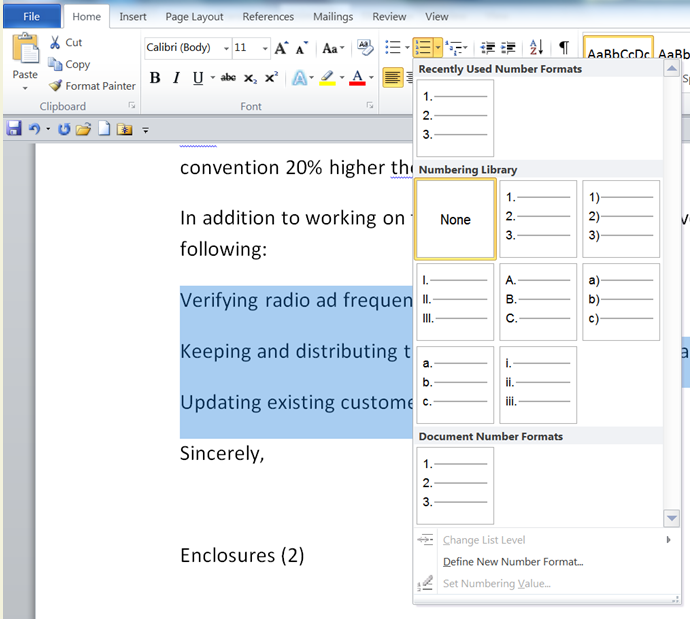 File Home Insert Page Layout References Mailings Review View
Paste
Cut
Copy
Format Painter
Clipboard
Calibri (Body) 11 A A Aa
B I U abc x₂ x² A A
Font
AaBbCcDc
convention 20% higher
In addition to working on
following:
Verifying radio ad
Keeping and distributing
Updating existing
Sincerely,
Enclosures (2)
Recently Used Number Formats
1.
2.
3.
Numbering Library
None
1.
2.
3.
1)
2)
3)
I.
II.
III.
A.
B.
C.
a)
b)
c)
a.
b.
c.
i.
ii.
iii.
Document Number Formats
1.
2.
3.
Change List Level
Define New Number Format...
Set Numbering Value...